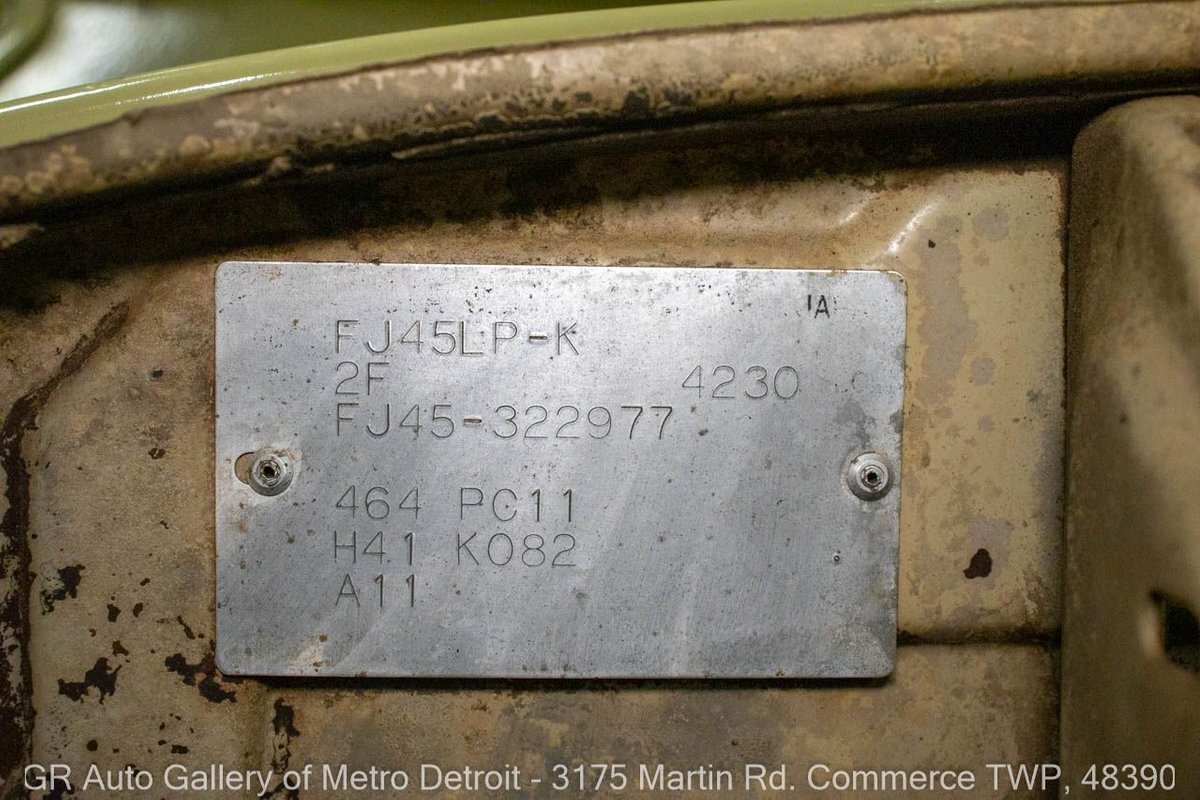 'A
FJ45LP-K
2F 4230
FJ45-322977
464 PC11
H41 K082
A11
GR Auto Gallery of Metro Detroit - 3175 Martin Rd. Commerce TWP, 48390